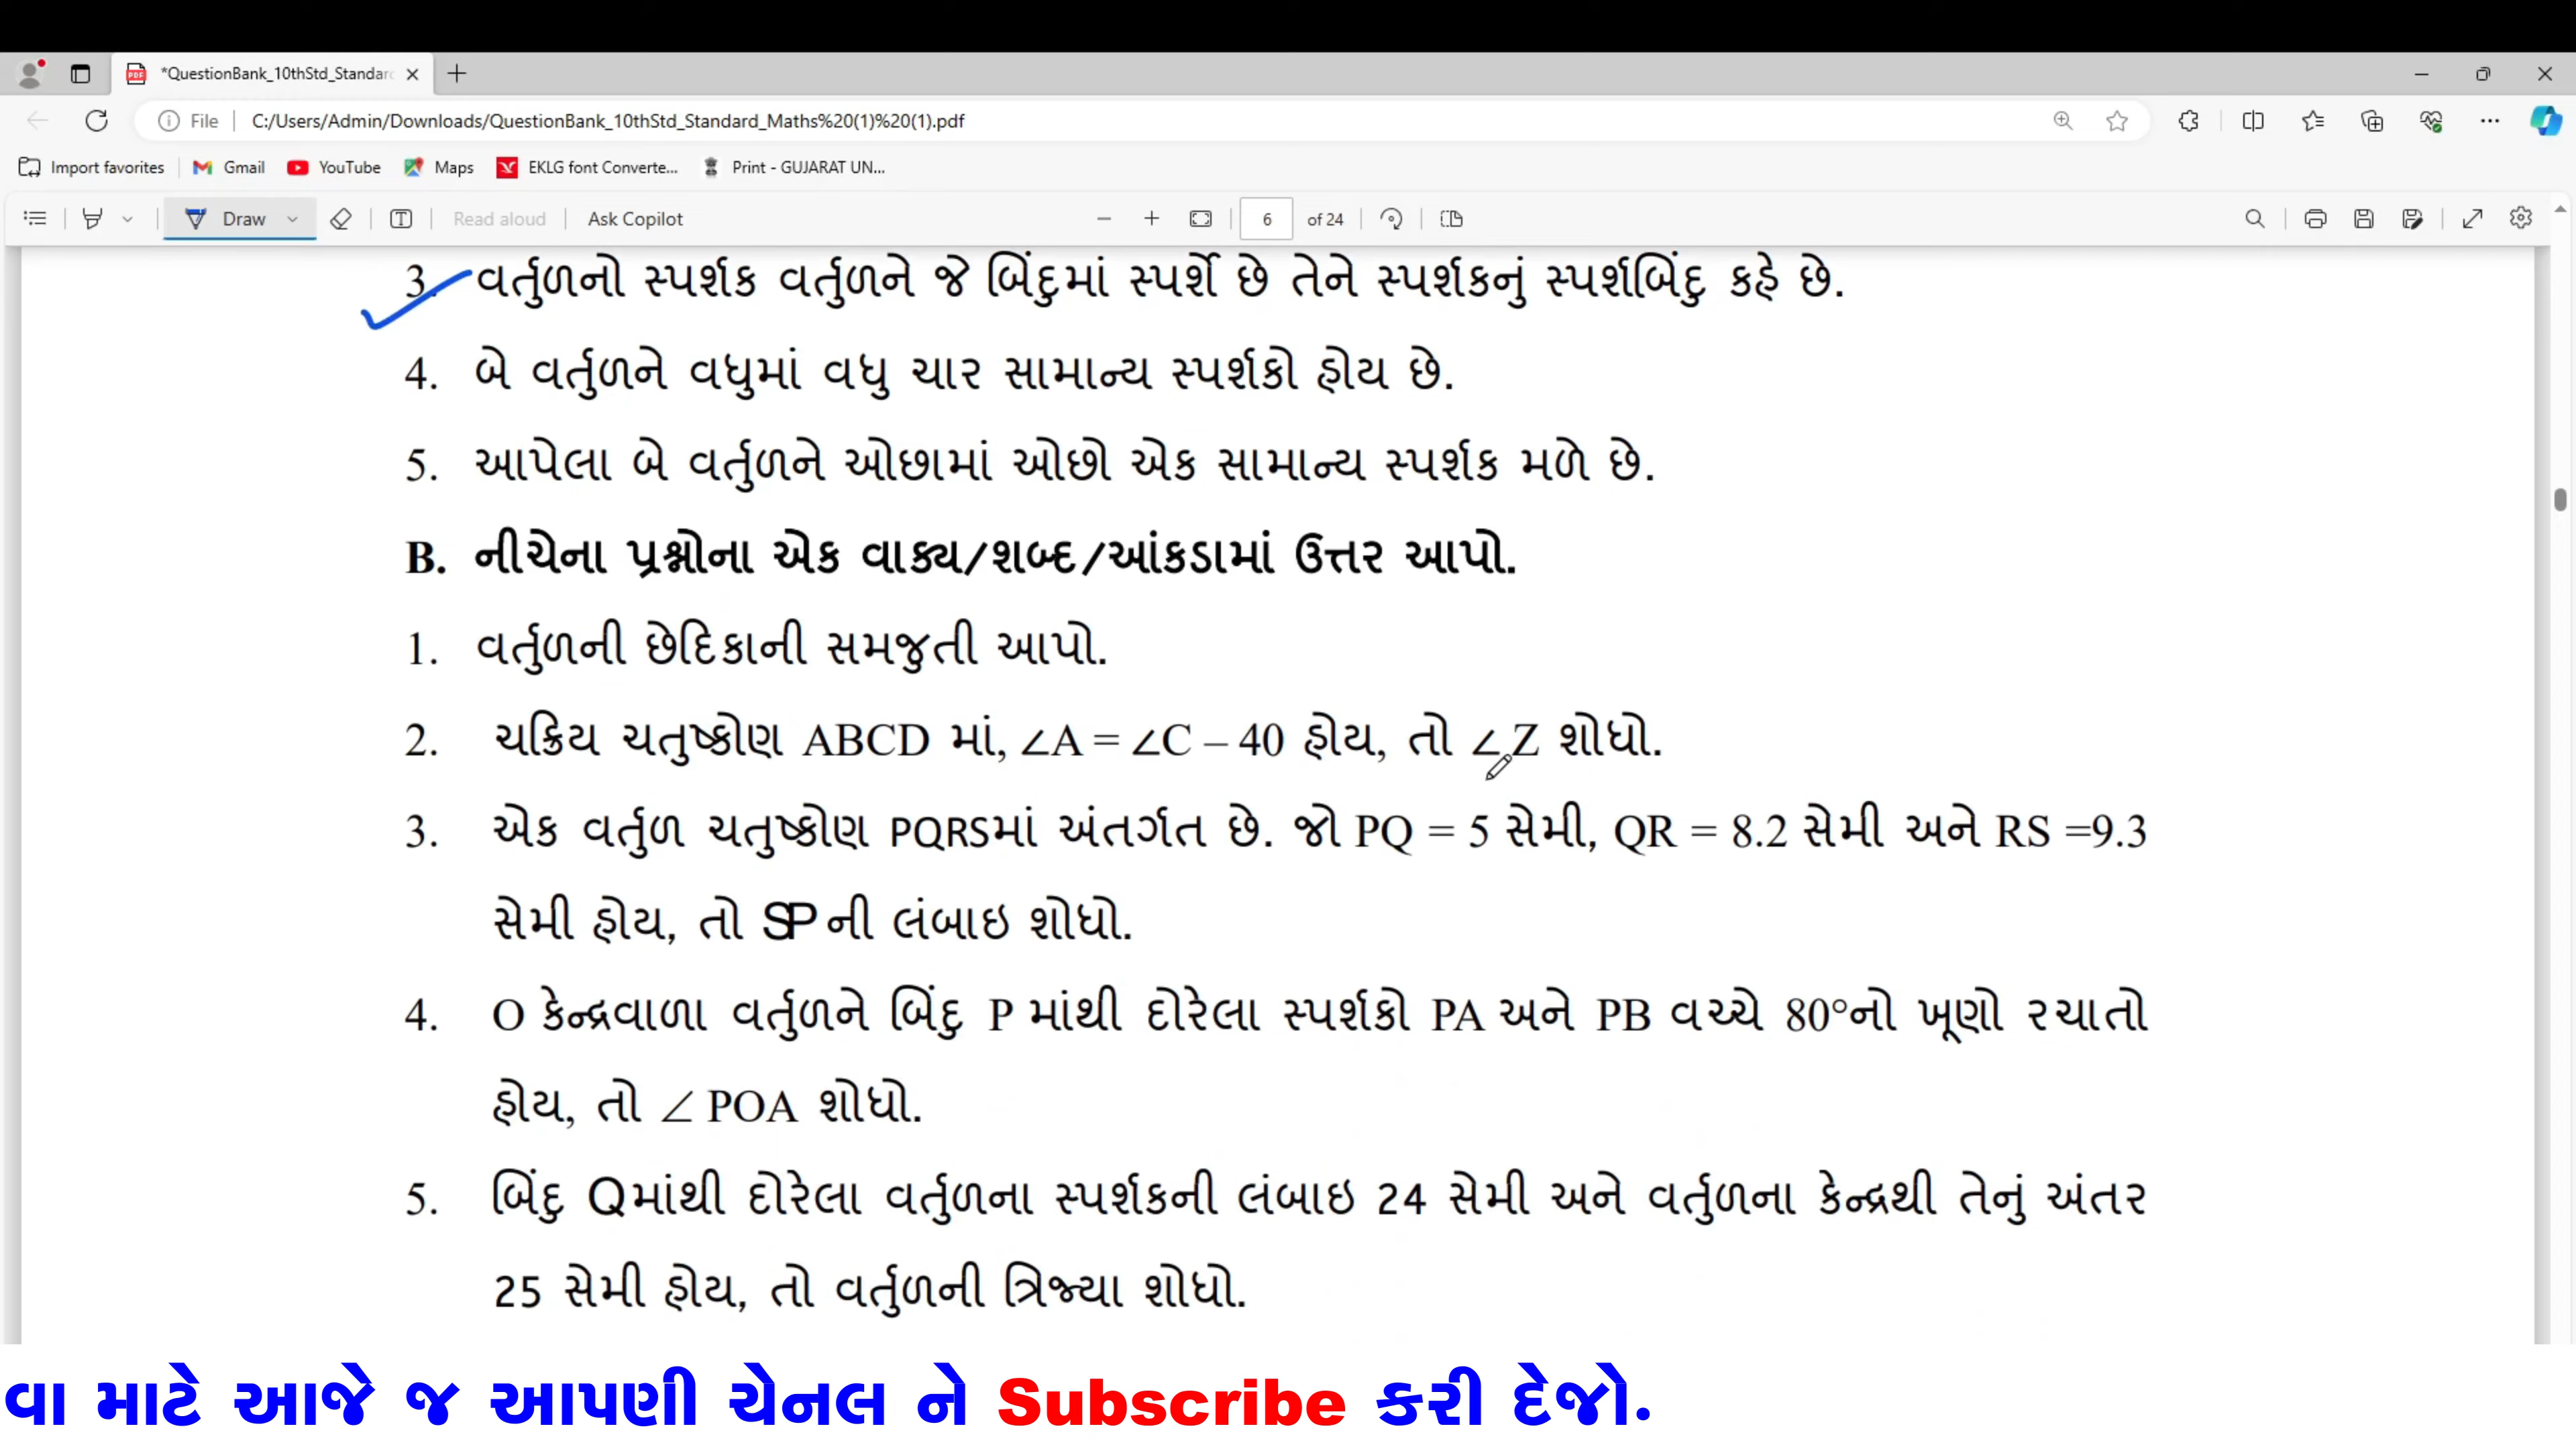 *QuestionBank_10thStd_Standard
File C:/Users/Admin/Downloads/QuestionBank_10thStd_Standard_Maths%20(1)%20(1).pdf
Import favorites Gmail YouTube Maps EKLG font Converte... Print - GUJARAT UN...
Draw Read aloud Ask Copilot 6 of 24
3. વર્તુળનો સ્પર્શક વર્તુળને જે બિંદુમાં સ્પર્શે છે તેને સ્પર્શકનું સ્પર્શબિંદુ કહે છે.
4. બે વર્તુળને વધુમાં વધુ ચાર સામાન્ય સ્પર્શકો હોય છે.
5. આપેલા બે વર્તુળને ઓછામાં ઓછો એક સામાન્ય સ્પર્શક મળે છે.
B. નીચેના પ્રશ્નોના એક વાક્ય/શબ્દ/આંકડામાં ઉત્તર આપો.
1. વર્તુળની છેદિકાની સમજુતી આપો.
2. ચક્રિય ચતુષ્કોણ ABCD માં, ∠A = ∠C – 40 હોય, તો ∠Z શોધો.
3. એક વર્તુળ ચતુષ્કોણ PQRSમાં અંતર્ગત છે. જો PQ = 5 સેમી, QR = 8.2 સેમી અને RS =9.3
સેમી હોય, તો SPની લંબાઇ શોધો.
4. O કેન્દ્રવાળા વર્તુળને બિંદુ P માંથી દોરેલા સ્પર્શકો PA અને PB વચ્ચે 80°નો ખૂણો રચાતો
હોય, તો ∠ POA શોધો.
5. બિંદુ Qમાંથી દોરેલા વર્તુળના સ્પર્શકની લંબાઇ 24 સેમી અને વર્તુળના કેન્દ્રથી તેનું અંતર
25 સેમી હોય, તો વર્તુળની ત્રિજ્યા શોધો.
વા માટે આજે જ આપણી ચેનલ ને Subscribe કરી દેજો.